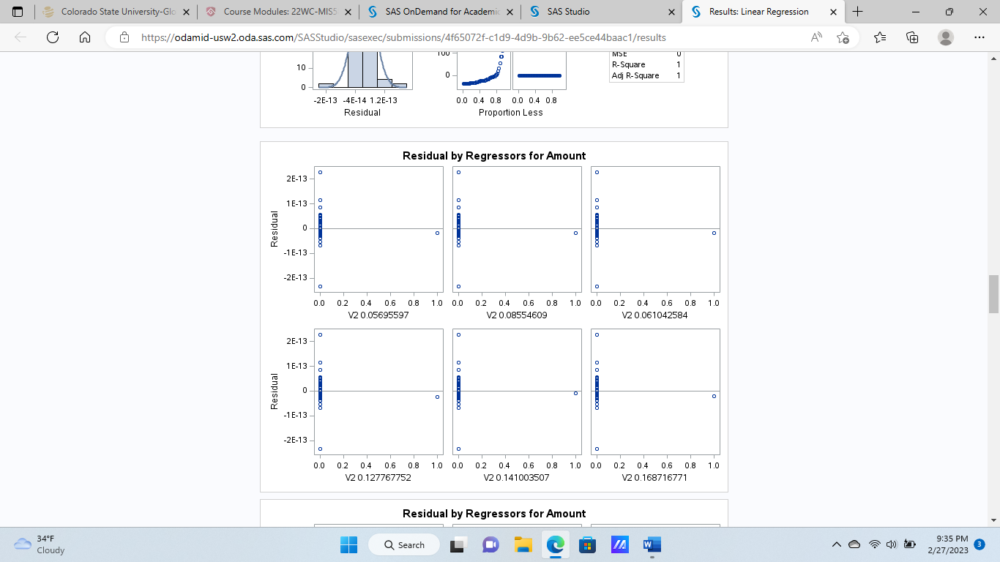 Colorado State University-Glo
Course Modules: 22WC-MIS5
SAS OnDemand for Academic
SAS Studio
Results: Linear Regression
https://odamid-usw2.oda.sas.com/SASStudio/sasexec/submissions/4f65072f-c1d9-4d9b-9b62-ee5ce44baac1/results
10
0
-2E-13 -4E-14 1.2E-13
Residual
100
0
0.0 0.4 0.8 0.0 0.4 0.8
Proportion Less
MSE 0
R-Square 1
Adj R-Square 1
Residual by Regressors for Amount
2E-13
1E-13
0
-1E-13
-2E-13
Residual
0.0 0.2 0.4 0.6 0.8 1.0 0.0 0.2 0.4 0.6 0.8 1.0 0.0 0.2 0.4 0.6 0.8 1.0
V2 0.05695597 V2 0.08554609 V2 0.061042584
2E-13
1E-13
0
-1E-13
-2E-13
Residual
0.0 0.2 0.4 0.6 0.8 1.0 0.0 0.2 0.4 0.6 0.8 1.0 0.0 0.2 0.4 0.6 0.8 1.0
V2 0.127767752 V2 0.141003507 V2 0.168716771
Residual by Regressors for Amount
34°F
Cloudy
Search
9:35 PM
2/27/2023
3